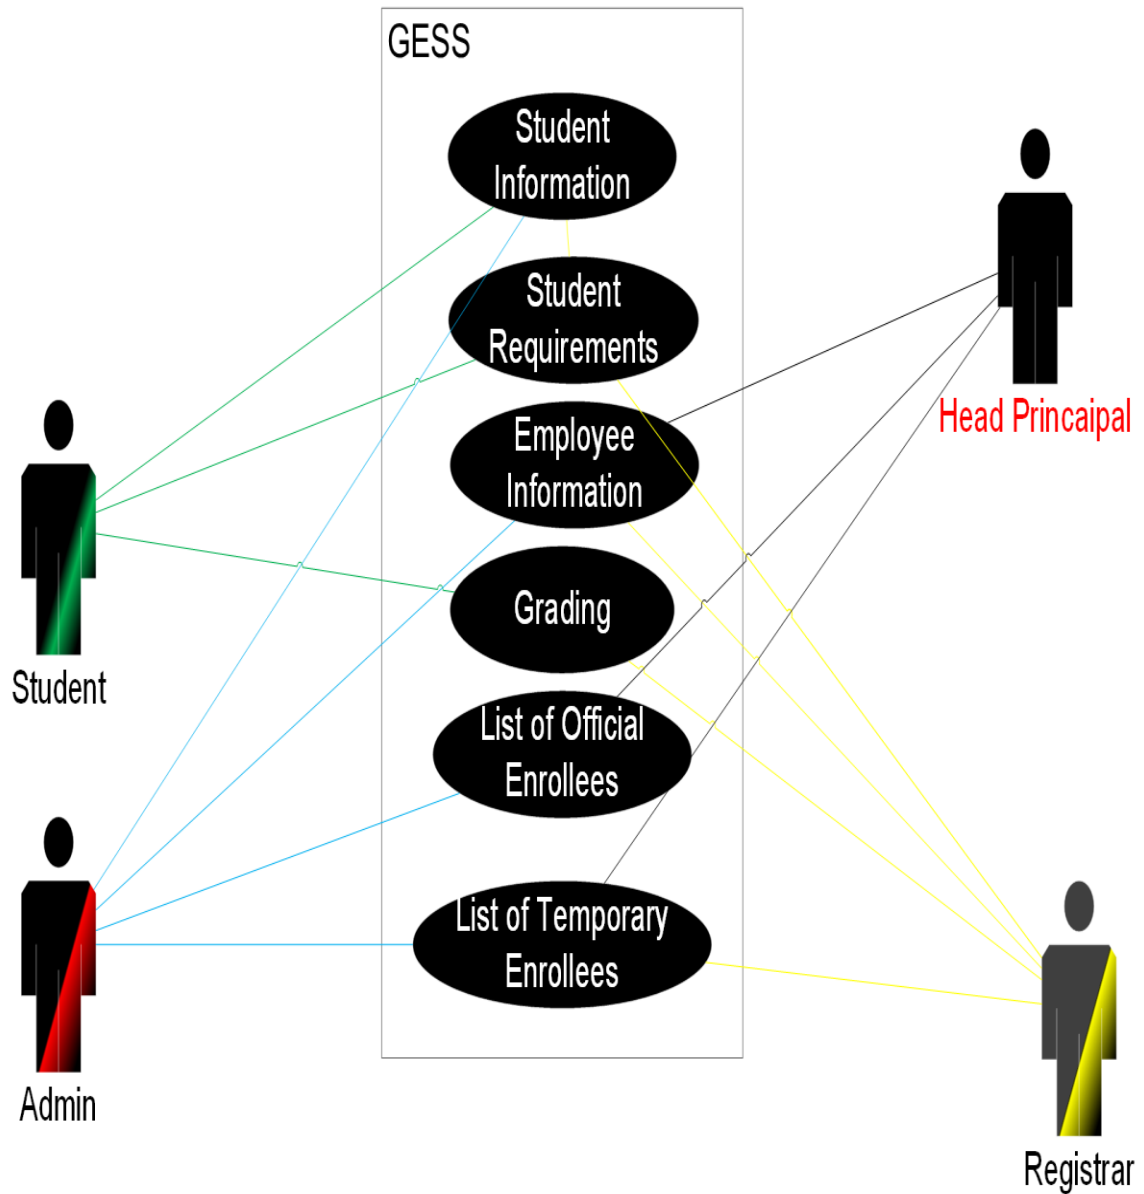 GESS
Student
Information
Student
Requirements
Employee
Information
Grading
List of Official
Enrollees
List of Temporary
Enrollees
Student
Admin
Head Princaipal
Registrar